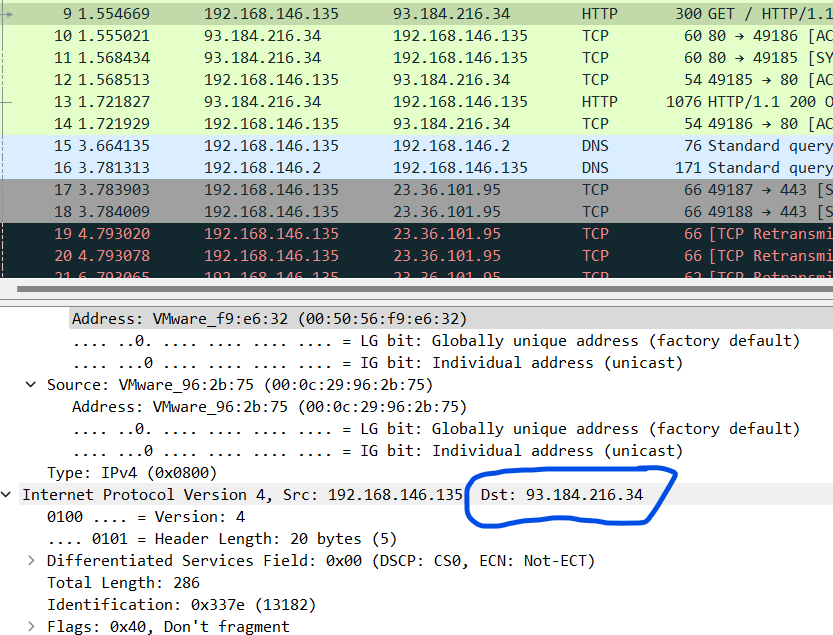 9 1.554669 192.168.146.135 93.184.216.34 HTTP 300 GET / HTTP/1.1
10 1.555021 93.184.216.34 192.168.146.135 TCP 60 80 → 49186 [AC
11 1.568434 93.184.216.34 192.168.146.135 TCP 60 80 → 49185 [SY
12 1.568513 192.168.146.135 93.184.216.34 TCP 54 49185 → 80 [AC
13 1.721827 93.184.216.34 192.168.146.135 HTTP 1076 HTTP/1.1 200 O
14 1.721929 192.168.146.135 93.184.216.34 TCP 54 49186 → 80 [AC
15 3.664135 192.168.146.135 192.168.146.2 DNS 76 Standard query
16 3.781313 192.168.146.2 192.168.146.135 DNS 171 Standard query
17 3.783903 192.168.146.135 23.36.101.95 TCP 66 49187 → 443 [S
18 3.784009 192.168.146.135 23.36.101.95 TCP 66 49188 → 443 [S
19 4.793020 192.168.146.135 23.36.101.95 TCP 66 [TCP Retransmi
20 4.793078 192.168.146.135 23.36.101.95 TCP 66 [TCP Retransmi
21 6.793065 192.168.146.135 23.36.101.95 TCP 62 [TCP Retransmi
Address: VMware_f9:e6:32 (00:50:56:f9:e6:32)
.... ..0. .... .... .... .... = LG bit: Globally unique address (factory default)
.... ...0 .... .... .... .... = IG bit: Individual address (unicast)
Source: VMware_96:2b:75 (00:0c:29:96:2b:75)
Address: VMware_96:2b:75 (00:0c:29:96:2b:75)
.... ..0. .... .... .... .... = LG bit: Globally unique address (factory default)
.... ...0 .... .... .... .... = IG bit: Individual address (unicast)
Type: IPv4 (0x0800)
Internet Protocol Version 4, Src: 192.168.146.135 Dst: 93.184.216.34
0100 .... = Version: 4
.... 0101 = Header Length: 20 bytes (5)
Differentiated Services Field: 0x00 (DSCP: CS0, ECN: Not-ECT)
Total Length: 286
Identification: 0x337e (13182)
Flags: 0x40, Don't fragment